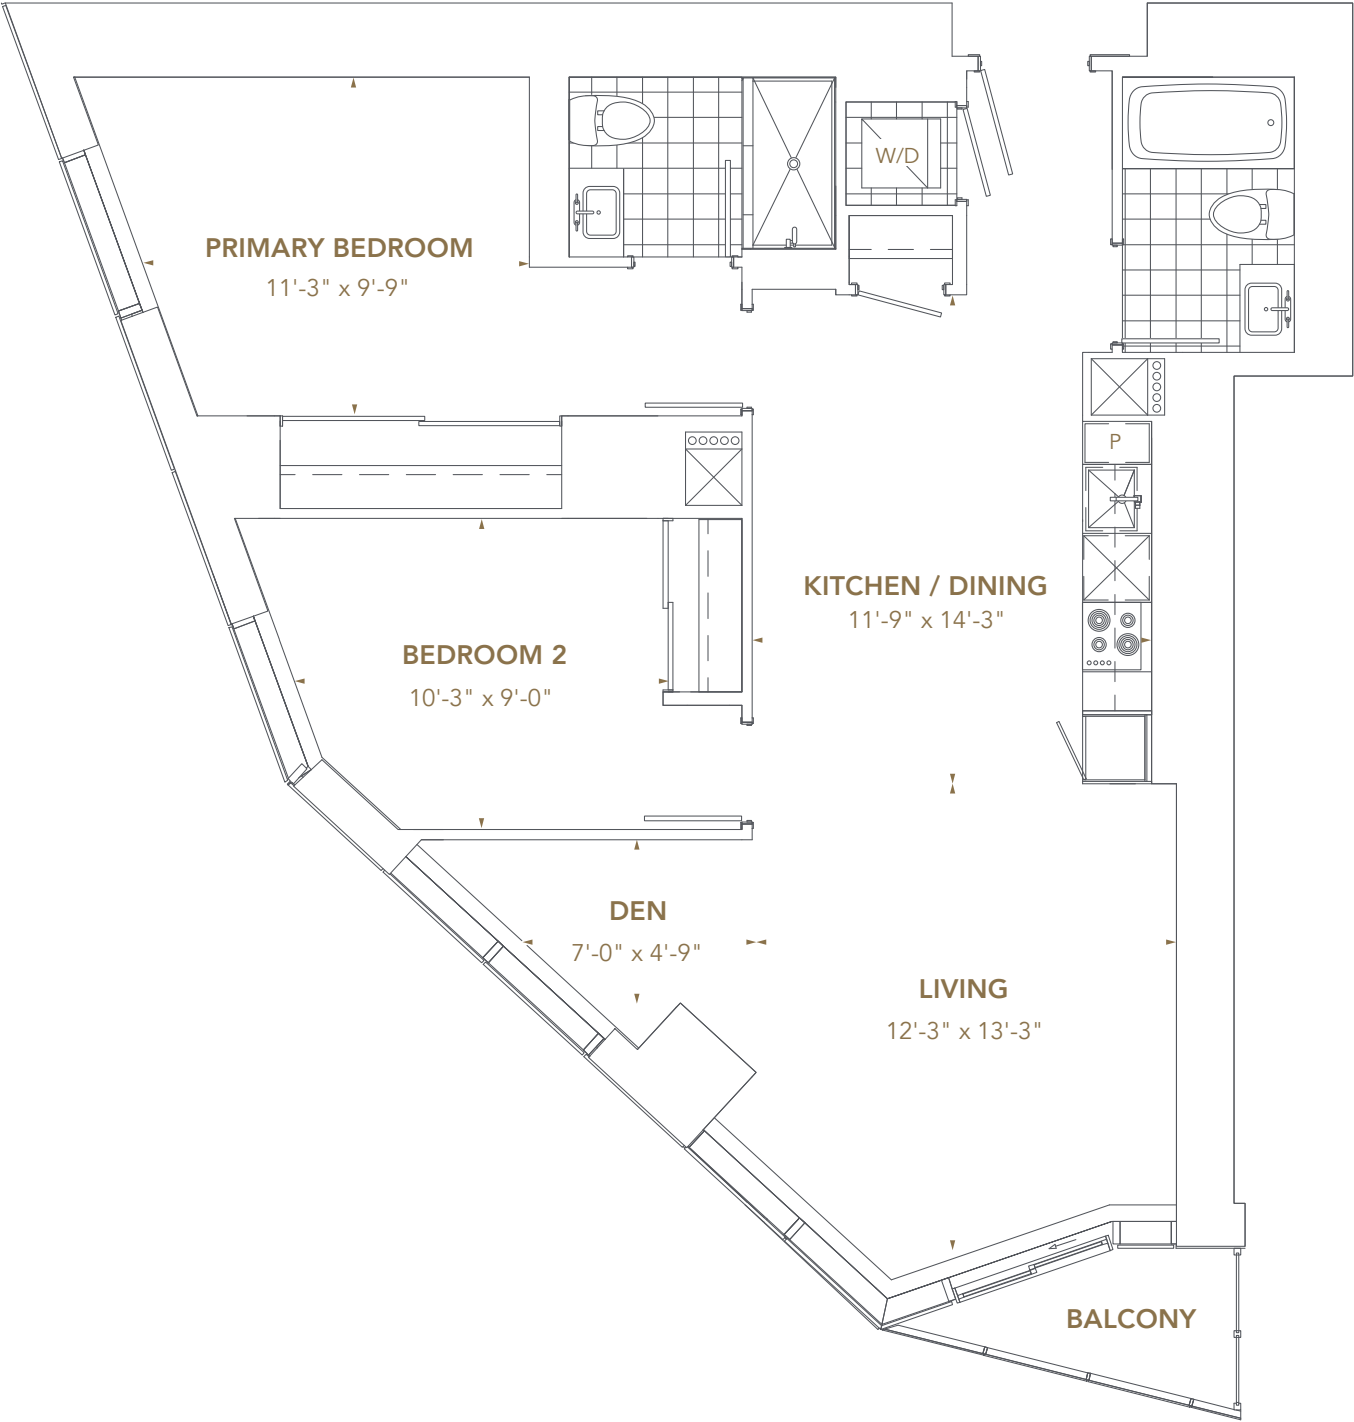 W/D
PRIMARY BEDROOM
11'-3" x 9'-9"
P
KITCHEN / DINING
11'-9" x 14'-3"
BEDROOM 2
10'-3" x 9'-0"
DEN
7'-0" x 4'-9"
LIVING
12'-3" x 13'-3"
BALCONY